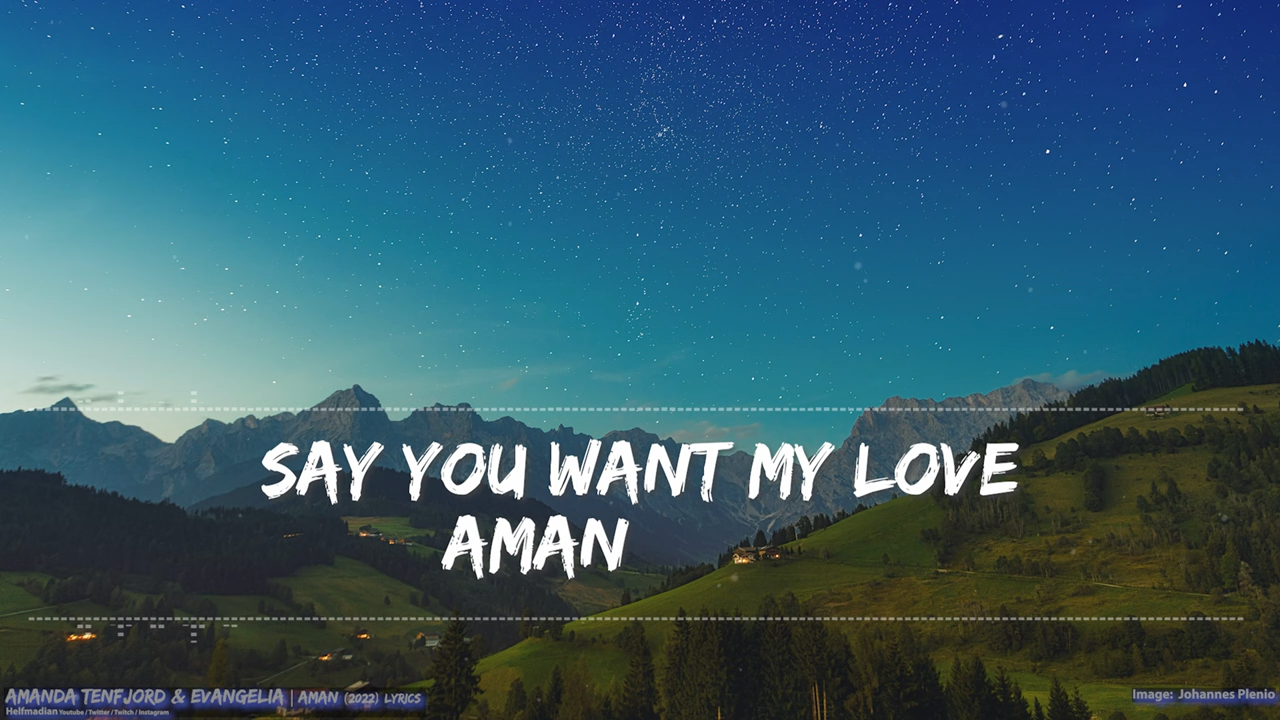 SAY YOU WANT MY LOVE
AMAN
AMANDA TENFJORD & EVANGELIA | AMAN (2022) LYRICS
Helfmadian Youtube / Twitter / Twitch / Instagram
Image: Johannes Plenio